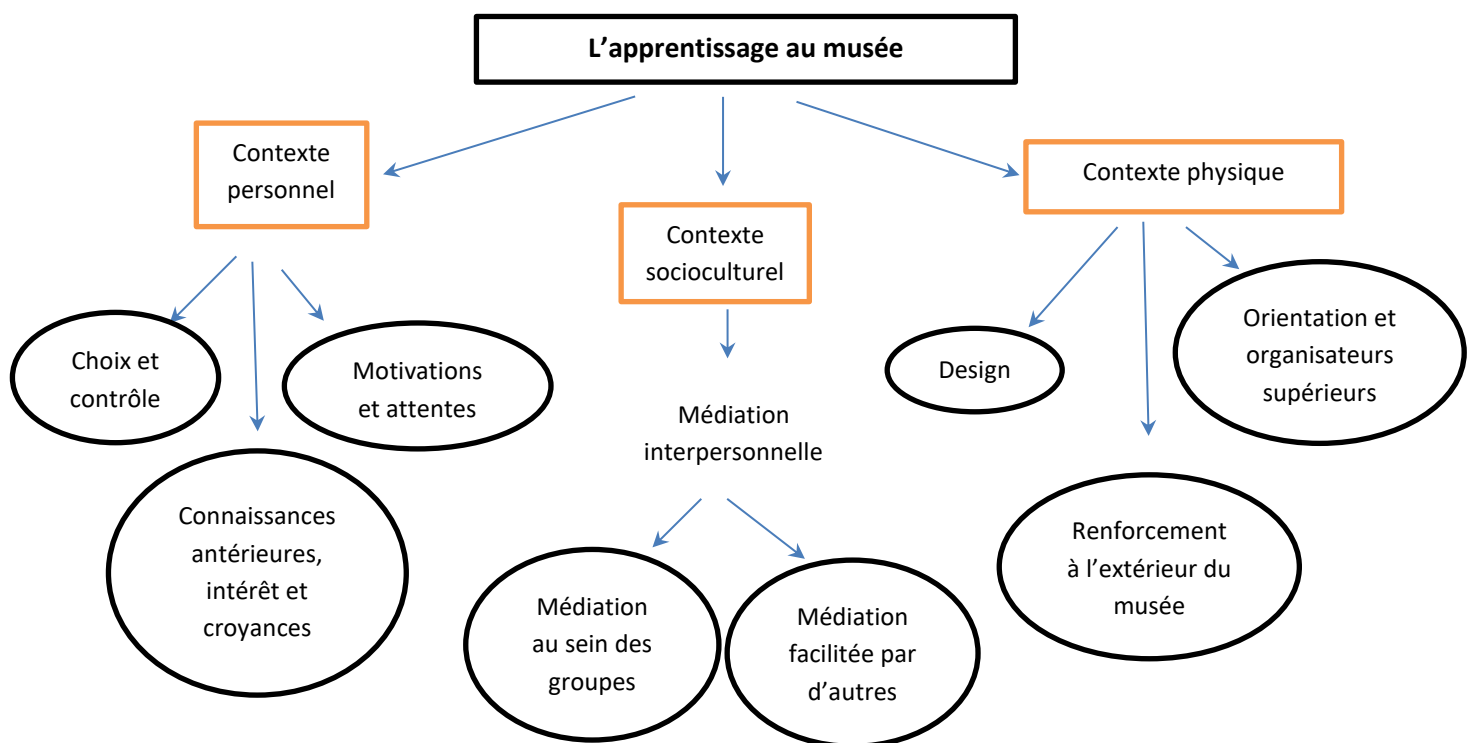 L’apprentissage au musée
Contexte
personnel
Contexte
socioculturel
Contexte physique
Choix et
contrôle
Motivations
et attentes
Connaissances
antérieures,
intérêt et
croyances
Médiation
interpersonnelle
Médiation
au sein des
groupes
Médiation
facilitée par
d’autres
Design
Orientation et
organisateurs
supérieurs
Renforcement
à l’extérieur du
musée